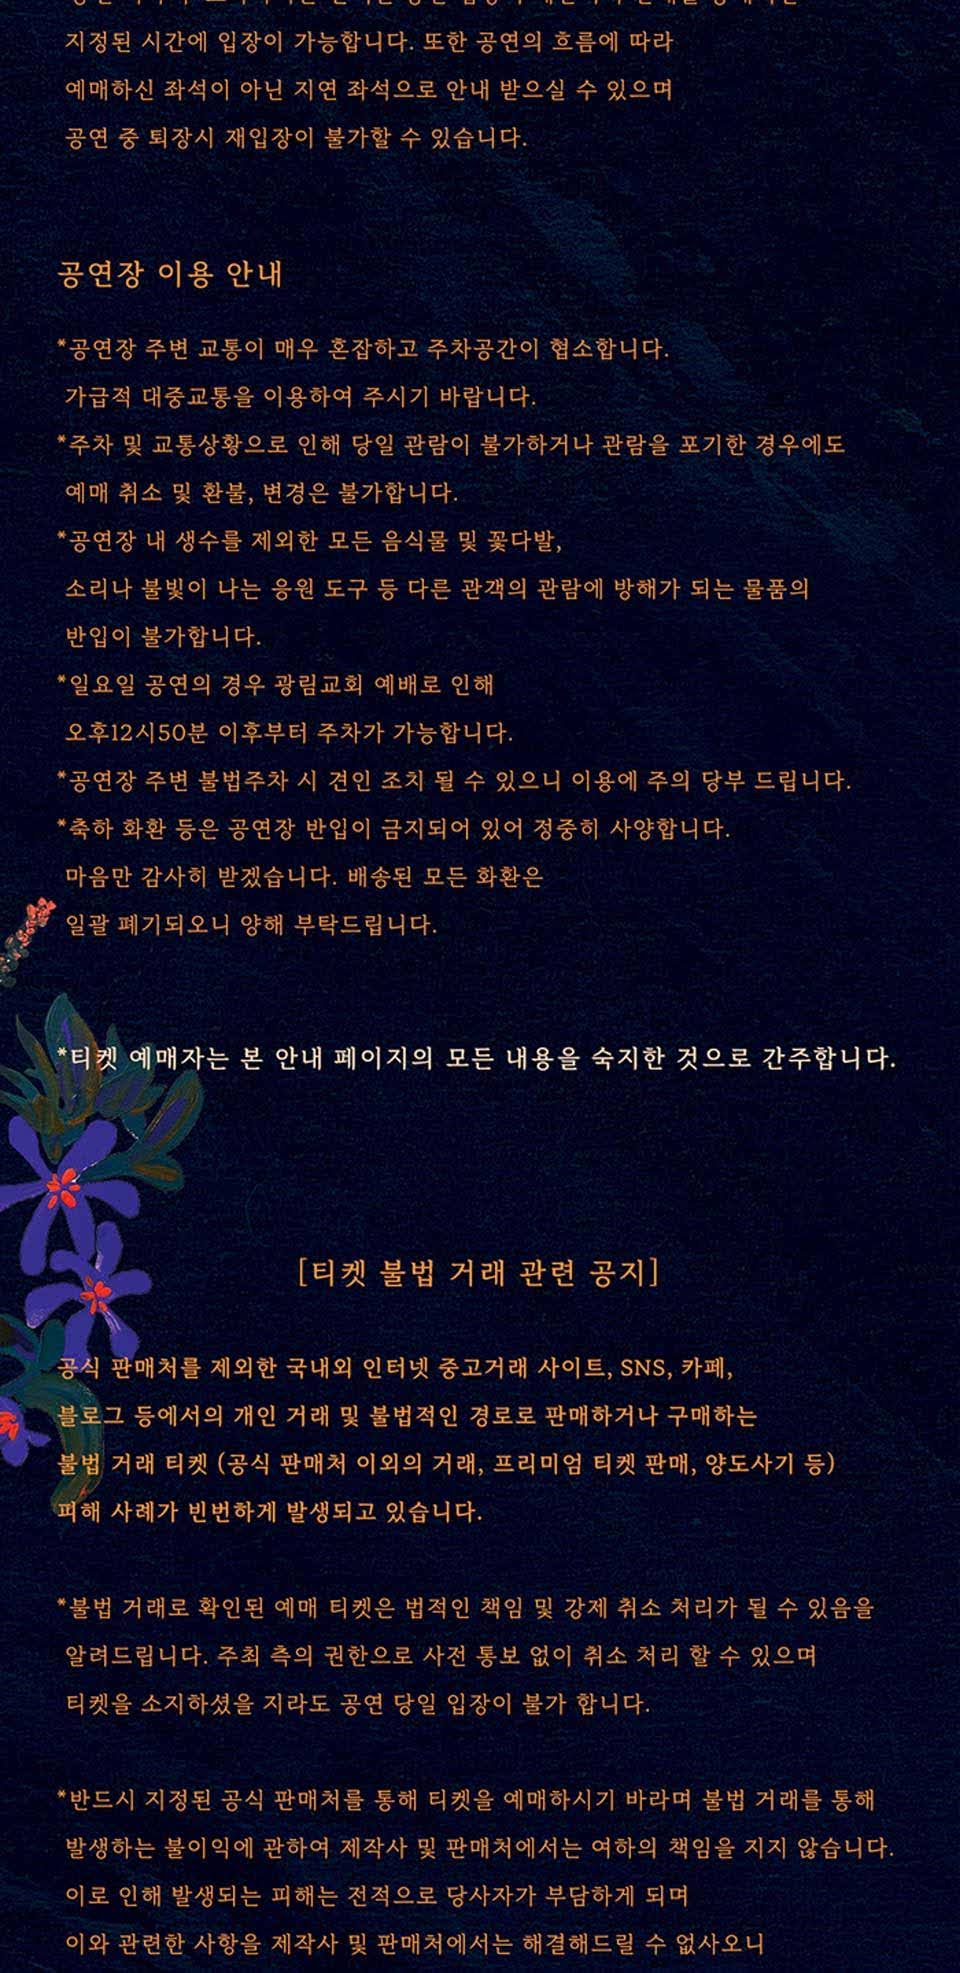 지정된 시간에 입장이 가능합니다. 또한 공연의 흐름에 따라
예매하신 좌석이 아닌 지연 좌석으로 안내 받으실 수 있으며
공연 중 퇴장시 재입장이 불가할 수 있습니다.
공연장 이용 안내
*공연장 주변 교통이 매우 혼잡하고 주차공간이 협소합니다.
가급적 대중교통을 이용하여 주시기 바랍니다.
*주차 및 교통상황으로 인해 당일 관람이 불가하거나 관람을 포기한 경우에도
예매 취소 및 환불, 변경은 불가합니다.
*공연장 내 생수를 제외한 모든 음식물 및 꽃다발,
소리나 불빛이 나는 응원 도구 등 다른 관객의 관람에 방해가 되는 물품의
반입이 불가합니다.
*일요일 공연의 경우 광림교회 예배로 인해
오후12시50분 이후부터 주차가 가능합니다.
*공연장 주변 불법주차 시 견인 조치 될 수 있으니 이용에 주의 당부 드립니다.
*축하 화환 등은 공연장 반입이 금지되어 있어 정중히 사양합니다.
마음만 감사히 받겠습니다. 배송된 모든 화환은
일괄 폐기되오니 양해 부탁드립니다.
*티켓 예매자는 본 안내 페이지의 모든 내용을 숙지한 것으로 간주합니다.
[티켓 불법 거래 관련 공지]
공식 판매처를 제외한 국내외 인터넷 중고거래 사이트, SNS, 카페,
블로그 등에서의 개인 거래 및 불법적인 경로로 판매하거나 구매하는
불법 거래 티켓 (공식 판매처 이외의 거래, 프리미엄 티켓 판매, 양도사기 등)
피해 사례가 빈번하게 발생되고 있습니다.
*불법 거래로 확인된 예매 티켓은 법적인 책임 및 강제 취소 처리가 될 수 있음을
알려드립니다. 주최 측의 권한으로 사전 통보 없이 취소 처리 할 수 있으며
티켓을 소지하셨을 지라도 공연 당일 입장이 불가 합니다.
*반드시 지정된 공식 판매처를 통해 티켓을 예매하시기 바라며 불법 거래를 통해
발생하는 불이익에 관하여 제작사 및 판매처에서는 여하의 책임을 지지 않습니다.
이로 인해 발생되는 피해는 전적으로 당사자가 부담하게 되며
이와 관련한 사항을 제작사 및 판매처에서는 해결해드릴 수 없사오니